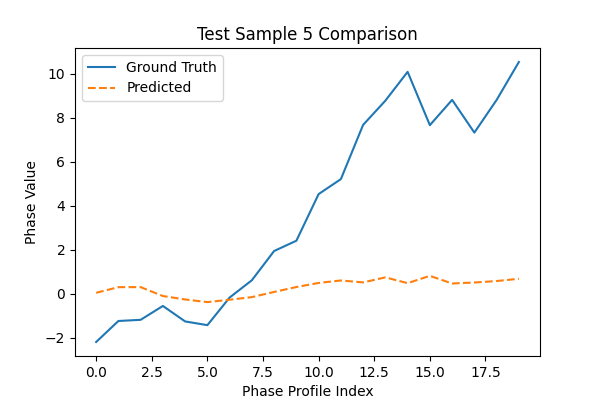 Test Sample 5 Comparison
Ground Truth
Predicted
10
8
6
4
2
0
−2
Phase Value
0.0 2.5 5.0 7.5 10.0 12.5 15.0 17.5
Phase Profile Index